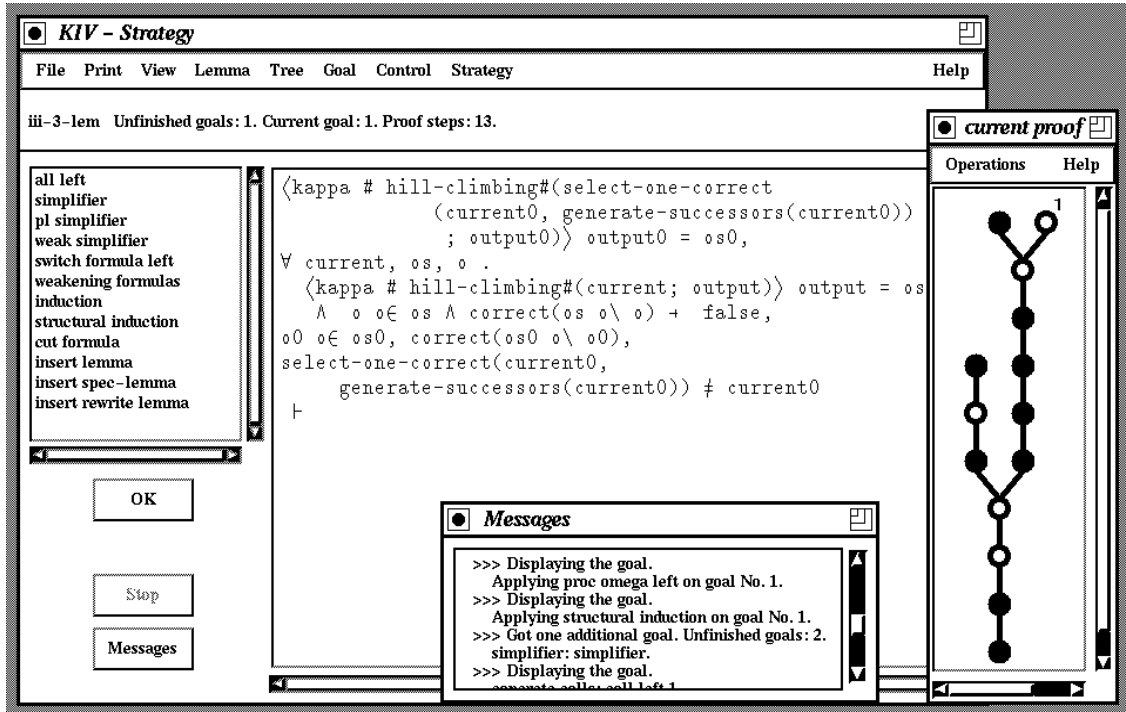 KIV – Strategy
File Print View Lemma Tree Goal Control Strategy Help
iii–3–lem Unfinished goals: 1. Current goal: 1. Proof steps: 13.
all left
simplifier
pl simplifier
weak simplifier
switch formula left
weakening formulas
induction
structural induction
cut formula
insert lemma
insert spec–lemma
insert rewrite lemma
OK
Stop
Messages
⟨kappa # hill-climbing#(select-one-correct
(current0, generate-successors(current0))
; output0)⟩ output0 = os0,
∀ current, os, o .
⟨kappa # hill-climbing#(current; output)⟩ output = os
∧ o o∈ os ∧ correct(os o\ o) → false,
o0 o∈ os0, correct(os0 o\ o0),
select-one-correct(current0,
generate-successors(current0)) ≠ current0
⊢
current proof
Operations Help
1
Messages
>>> Displaying the goal.
Applying proc omega left on goal No. 1.
>>> Displaying the goal.
Applying structural induction on goal No. 1.
>>> Got one additional goal. Unfinished goals: 2.
simplifier: simplifier.
>>> Displaying the goal.